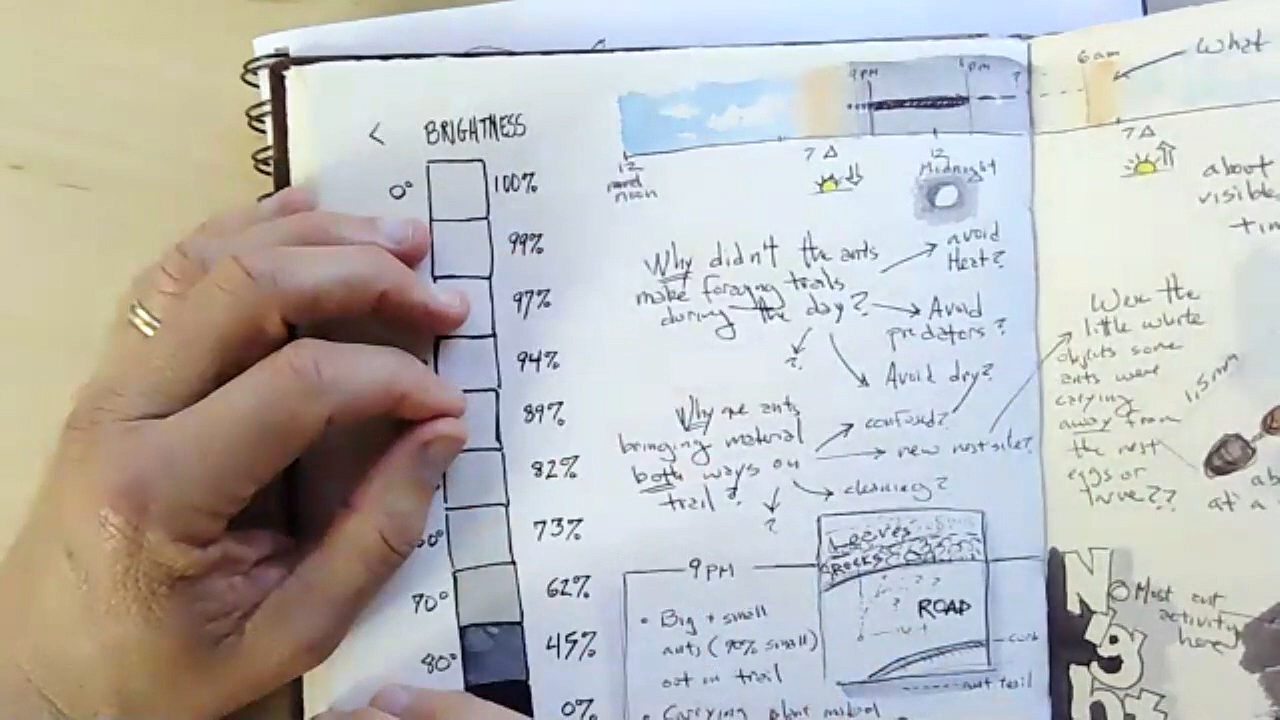 < BRIGHTNESS
0° 100%
99%
97%
94%
89%
82%
73%
70° 62%
80° 45%
0%
9PM
7
12
noon
12
Midnight
Why didn't the ants
make foraging trails
during the day?
avoid
Heat?
Avoid
predators?
Avoid dry?
?
Why are ants
bringing material
both ways on
trail?
confused?
new nest site?
cleaning?
?
9PM
• Big + small
ants (90% small)
out on trail
• Carrying plant
Leaves
ROCKS
ROAD
curb
ant trail
6am
What
7
about
visible
Were the
little white
objects some
ants were
carrying
away from
the nest
eggs or
larvae??
1.5mm
at a
Most ant
activity
here